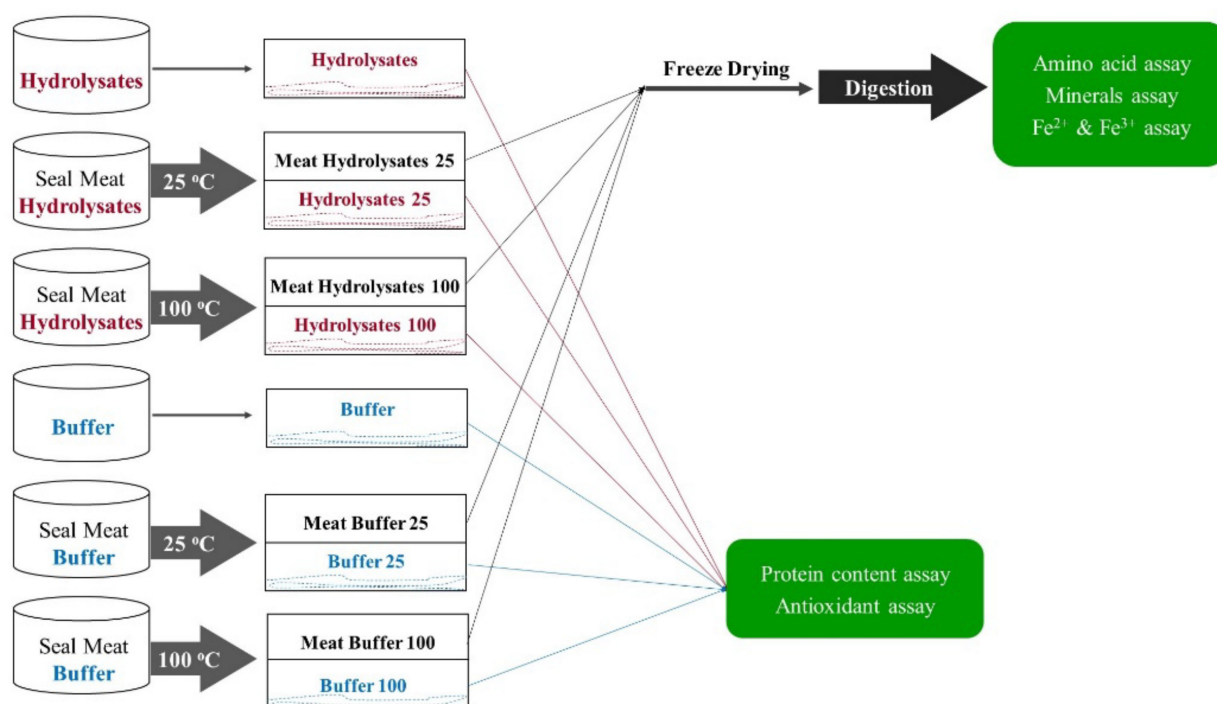 Hydrolysates
Hydrolysates
Freeze Drying
Digestion
Amino acid assay
Minerals assay
Fe²⁺ & Fe³⁺ assay
Seal Meat
Hydrolysates
25 °C
Meat Hydrolysates 25
Hydrolysates 25
Seal Meat
Hydrolysates
100 °C
Meat Hydrolysates 100
Hydrolysates 100
Buffer
Buffer
Seal Meat
Buffer
25 °C
Meat Buffer 25
Buffer 25
Protein content assay
Antioxidant assay
Seal Meat
Buffer
100 °C
Meat Buffer 100
Buffer 100